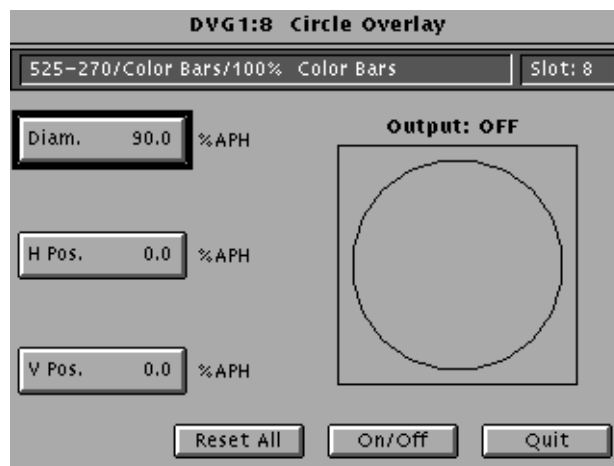 DVG1:8 Circle Overlay
525-270/Color Bars/100% Color Bars Slot: 8
Output: OFF
Diam. 90.0 %APH
H Pos. 0.0 %APH
V Pos. 0.0 %APH
Reset All On/Off Quit